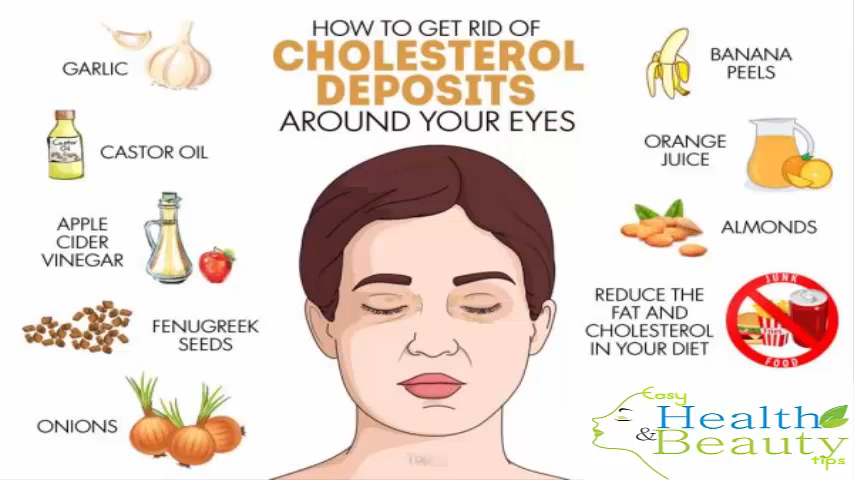 HOW TO GET RID OF
CHOLESTEROL
DEPOSITS
AROUND YOUR EYES
GARLIC
Castor
Oil
CASTOR OIL
APPLE
CIDER
VINEGAR
FENUGREEK
SEEDS
ONIONS
BANANA
PEELS
ORANGE
JUICE
ALMONDS
REDUCE THE
FAT AND
CHOLESTEROL
IN YOUR DIET
JUNK
FOOD
Easy
Health
&Beauty
tips